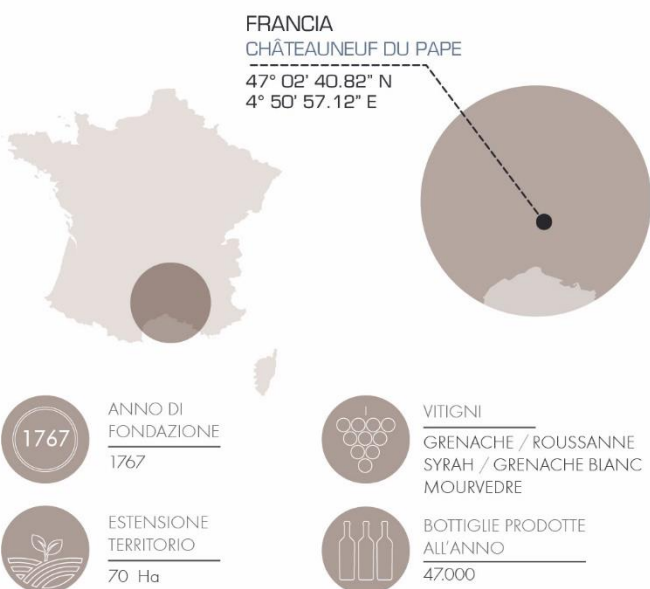 FRANCIA
CHÂTEAUNEUF DU PAPE
47° 02' 40.82" N
4° 50' 57.12" E
1767
ANNO DI
FONDAZIONE
1767
VITIGNI
GRENACHE / ROUSSANNE
SYRAH / GRENACHE BLANC
MOURVEDRE
ESTENSIONE
TERRITORIO
70 Ha
BOTTIGLIE PRODOTTE
ALL'ANNO
47.000